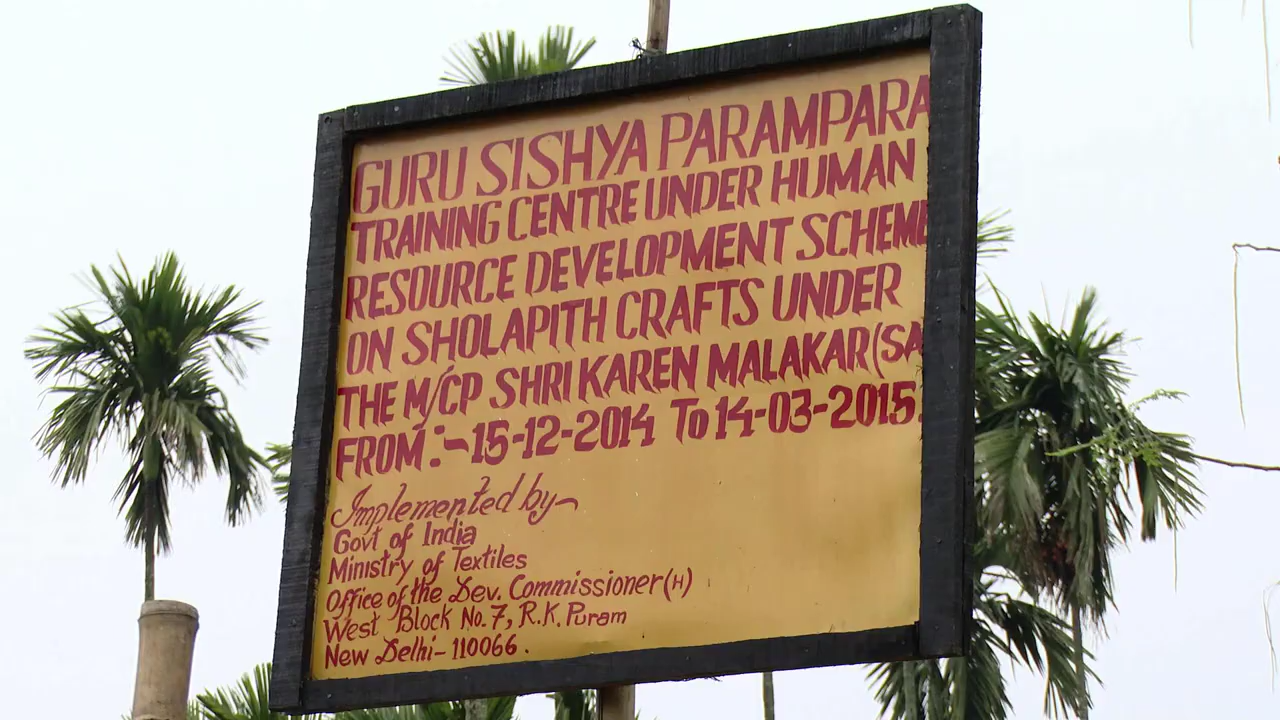 GURU SISHYA PARAMPARA
TRAINING CENTRE UNDER HUMAN
RESOURCE DEVELOPMENT SCHEME
ON SHOLAPITH CRAFTS UNDER
THE M/CP SHRI KAREN MALAKAR (SA
FROM:-15-12-2014 To 14-03-2015
Implemented by-
Govt of India
Ministry of Textiles
Office of the Dev. Commissioner (H)
West Block No. 7, R.K. Puram
New Delhi- 110066.